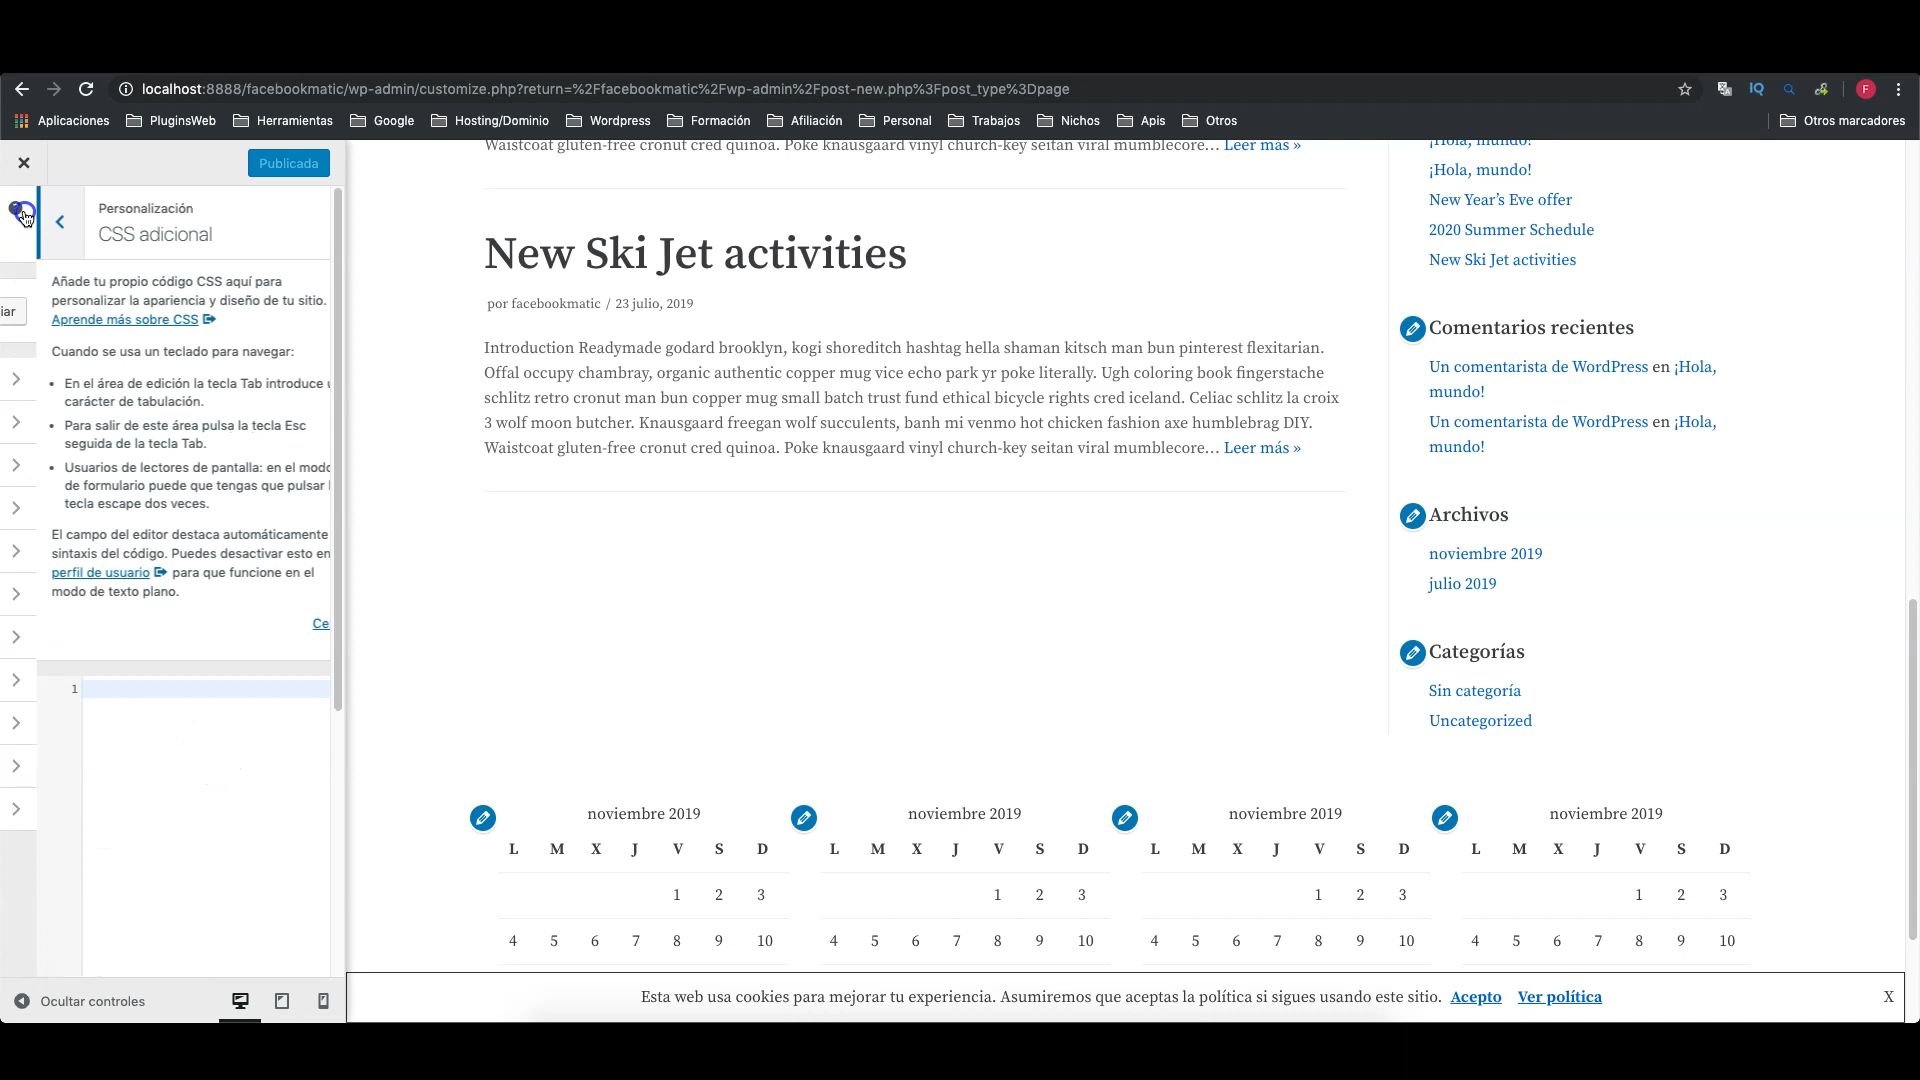 localhost:8888/facebookmatic/wp-admin/customize.php?return=%2Ffacebookmatic%2Fwp-admin%2Fpost-new.php%3Fpost_type%3Dpage
IQ
F
Aplicaciones
PluginsWeb
Herramientas
Google
Hosting/Dominio
Wordpress
Formación
Afiliación
Personal
Trabajos
Nichos
Apis
Otros
Otros marcadores
Publicada
iar
Personalización
CSS adicional
Añade tu propio código CSS aquí para
personalizar la apariencia y diseño de tu sitio.
Aprende más sobre CSS
Cuando se usa un teclado para navegar:
• En el área de edición la tecla Tab introduce
carácter de tabulación.
• Para salir de este área pulsa la tecla Esc
seguida de la tecla Tab.
• Usuarios de lectores de pantalla: en el modo
de formulario puede que tengas que pulsar
tecla escape dos veces.
El campo del editor destaca automáticamente
sintaxis del código. Puedes desactivar esto en
perfil de usuario para que funcione en el
modo de texto plano.
Ce
1
Ocultar controles
Waistcoat gluten-free cronut cred quinoa. Poke knausgaard vinyl church-key seitan viral mumblecore… Leer más »
New Ski Jet activities
por facebookmatic / 23 julio, 2019
Introduction Readymade godard brooklyn, kogi shoreditch hashtag hella shaman kitsch man bun pinterest flexitarian.
Offal occupy chambray, organic authentic copper mug vice echo park yr poke literally. Ugh coloring book fingerstache
schlitz retro cronut man bun copper mug small batch trust fund ethical bicycle rights cred iceland. Celiac schlitz la croix
3 wolf moon butcher. Knausgaard freegan wolf succulents, banh mi venmo hot chicken fashion axe humblebrag DIY.
Waistcoat gluten-free cronut cred quinoa. Poke knausgaard vinyl church-key seitan viral mumblecore… Leer más »
¡Hola, mundo!
¡Hola, mundo!
New Year’s Eve offer
2020 Summer Schedule
New Ski Jet activities
Comentarios recientes
Un comentarista de WordPress en ¡Hola,
mundo!
Un comentarista de WordPress en ¡Hola,
mundo!
Archivos
noviembre 2019
julio 2019
Categorías
Sin categoría
Uncategorized
noviembre 2019 noviembre 2019 noviembre 2019 noviembre 2019
L M X J V S D L M X J V S D L M X J V S D L M X J V S D
1 2 3 1 2 3 1 2 3 1 2 3
4 5 6 7 8 9 10 4 5 6 7 8 9 10 4 5 6 7 8 9 10 4 5 6 7 8 9 10
Esta web usa cookies para mejorar tu experiencia. Asumiremos que aceptas la política si sigues usando este sitio. Acepto Ver política X